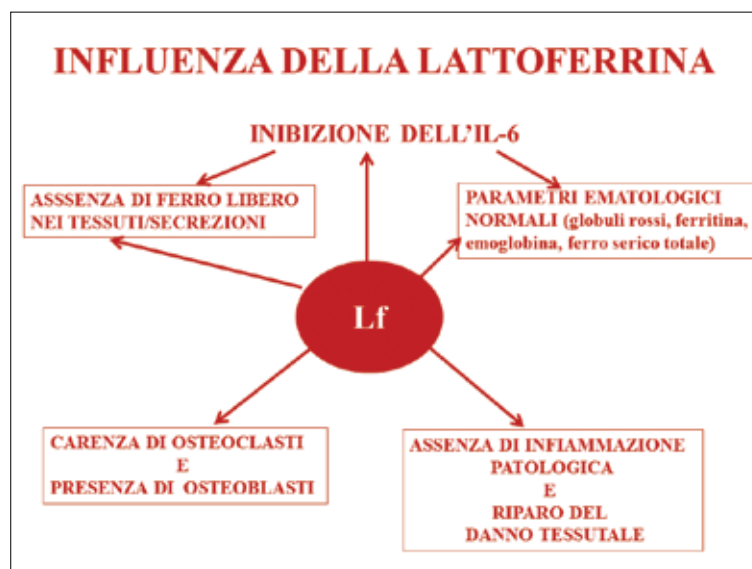 INFLUENZA DELLA LATTOFERRINA
INIBIZIONE DELL'IL-6
ASSSENZA DI FERRO LIBERO
NEI TESSUTI/SECREZIONI
PARAMETRI EMATOLOGICI
NORMALI (globuli rossi, ferritina,
emoglobina, ferro serico totale)
Lf
CARENZA DI OSTEOCLASTI
E
PRESENZA DI OSTEOBLASTI
ASSENZA DI INFIAMMAZIONE
PATOLOGICA
E
RIPARO DEL
DANNO TESSUTALE